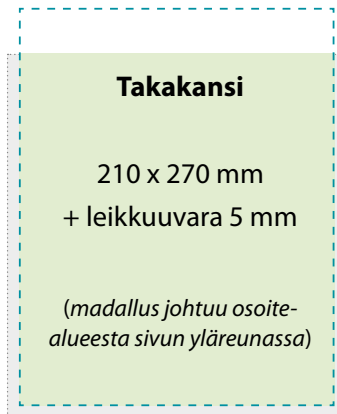 Takakansi
210 x 270 mm
+ leikkuuvara 5 mm
(madallus johtuu osoite-
alueesta sivun yläreunassa)